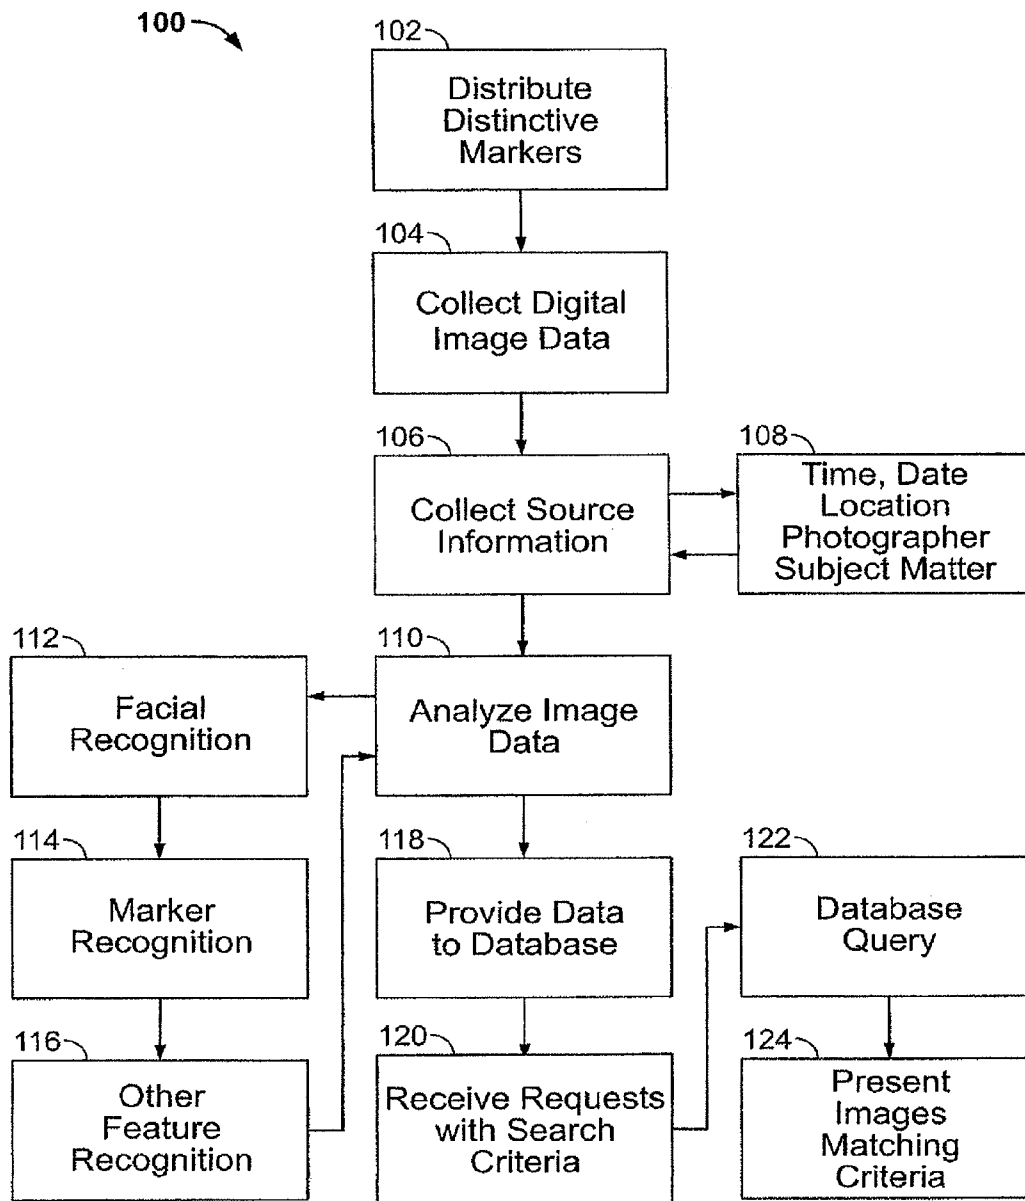 100
102
Distribute
Distinctive
Markers
104
Collect Digital
Image Data
106
Collect Source
Information
108
Time, Date
Location
Photographer
Subject Matter
110
Analyze Image
Data
112
Facial
Recognition
114
Marker
Recognition
116
Other
Feature
Recognition
118
Provide Data
to Database
120
Receive Requests
with Search
Criteria
122
Database
Query
124
Present
Images
Matching
Criteria